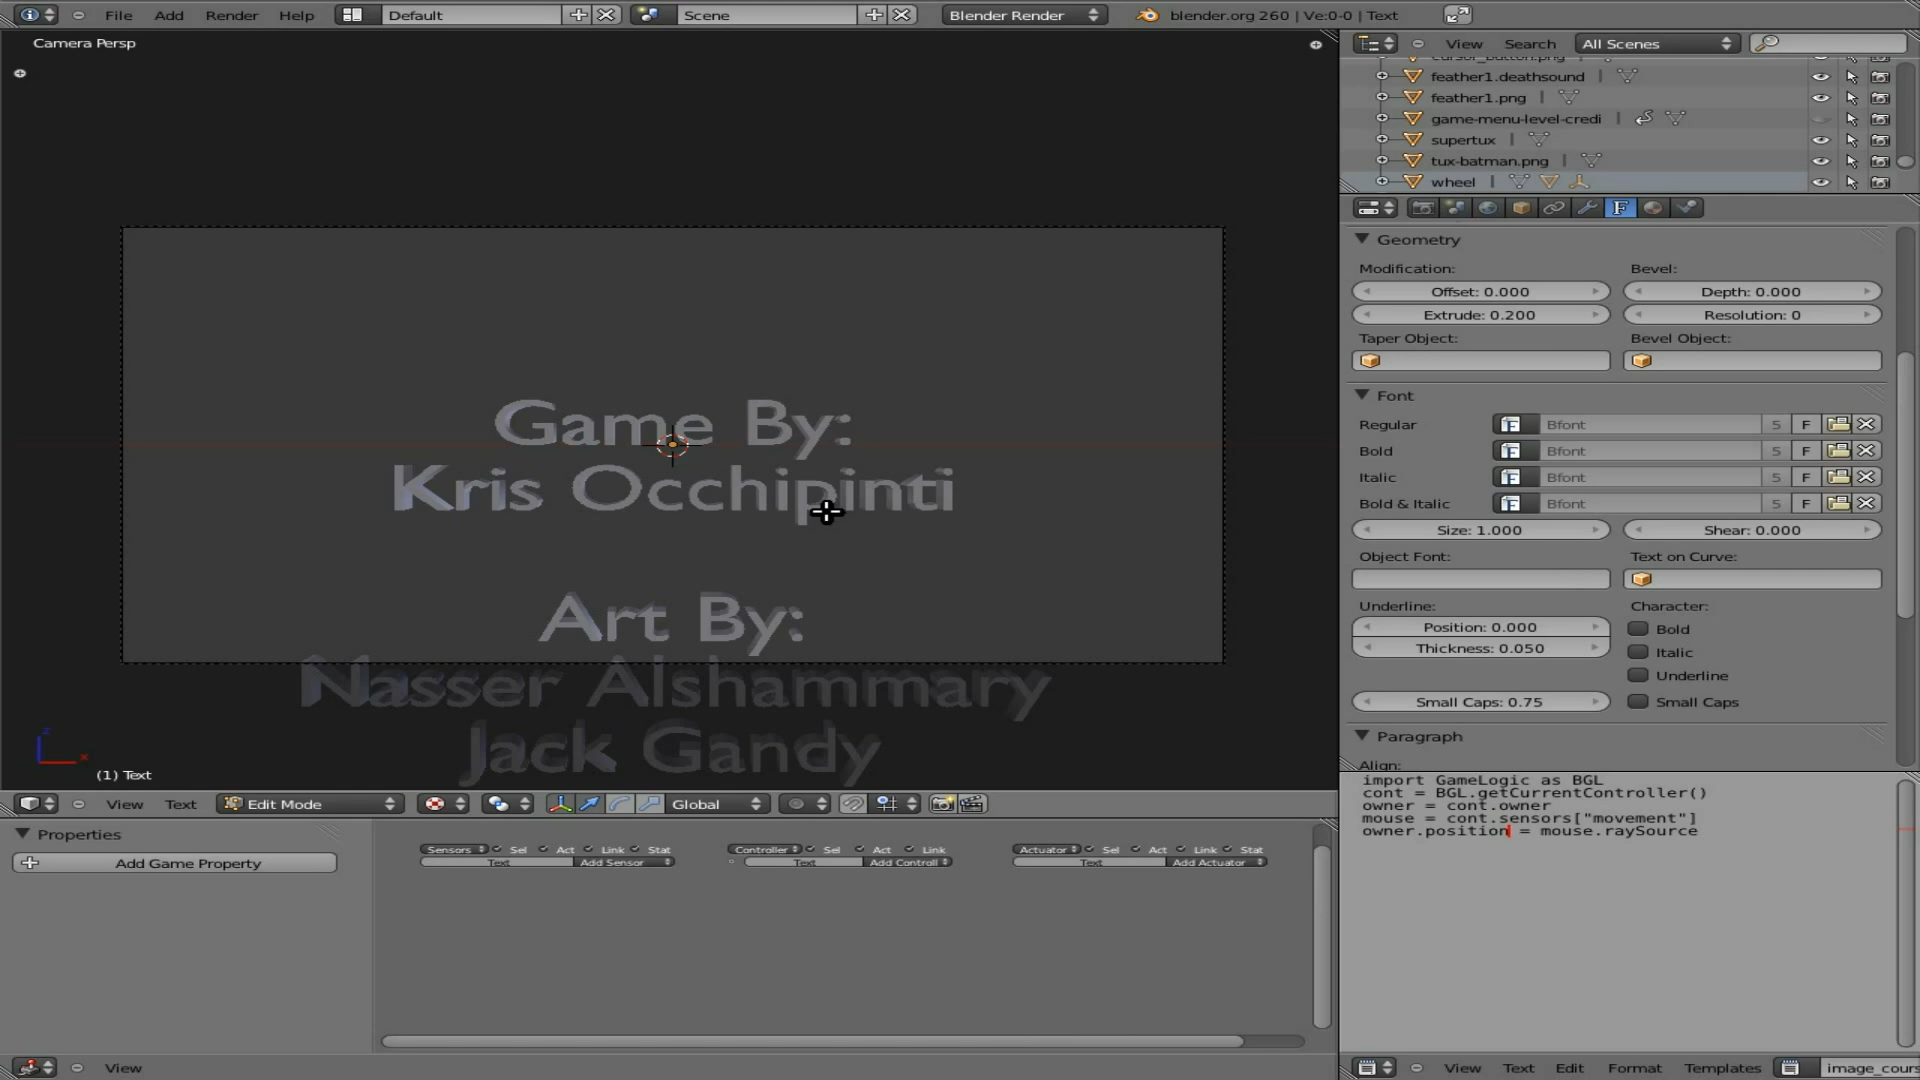 File Add Render Help Default Scene Blender Render blender.org 260 | Ve:0-0 | Text
Camera Persp
View Search All Scenes
cursor_button.png
feather1.deathsound
feather1.png
game-menu-level-credi
supertux
tux-batman.png
wheel
Geometry
Modification: Bevel:
Offset: 0.000 Depth: 0.000
Extrude: 0.200 Resolution: 0
Taper Object: Bevel Object:
Font
Regular Bfont 5 F
Bold Bfont 5 F
Italic Bfont 5 F
Bold & Italic Bfont 5 F
Size: 1.000 Shear: 0.000
Object Font: Text on Curve:
Underline: Character:
Position: 0.000 Bold
Thickness: 0.050 Italic
Underline
Small Caps: 0.75 Small Caps
Paragraph
Align:
Game By:
Kris Occhipinti
Art By:
Nasser Alshammary
Jack Gandy
z
x
(1) Text
View Text Edit Mode Global
Properties
Add Game Property
Sensors Sel Act Link Stat Controller Sel Act Link Actuator Sel Act Link Stat
Text Add Sensor Text Add Controll Text Add Actuator
View
import GameLogic as BGL
cont = BGL.getCurrentController()
owner = cont.owner
mouse = cont.sensors["movement"]
owner.position = mouse.raySource
View Text Edit Format Templates image_cours